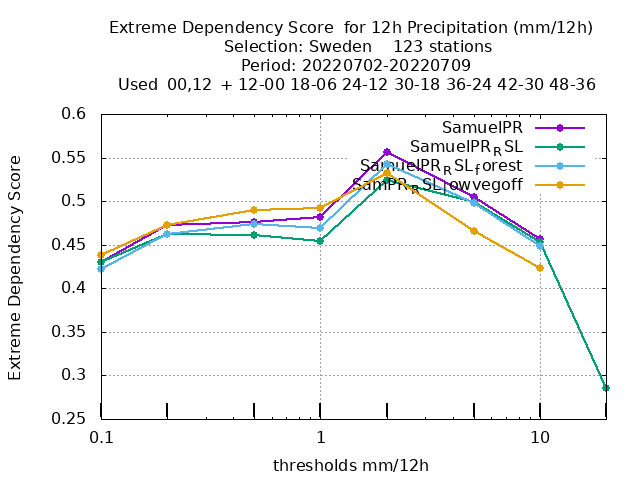 Extreme Dependency Score  for 12h Precipitation (mm/12h)
Selection: Sweden    123 stations
Period: 20220702-20220709
Used  00,12  + 12-00 18-06 24-12 30-18 36-24 42-30 48-36
0.6
0.55
0.5
0.45
0.4
0.35
0.3
0.25
Extreme Dependency Score
SamuelPR
SamuelPR_RSL
SamuelPR_RSL_forest
SamPR_RSL_lowvegoff
0.1
1
10
thresholds mm/12h